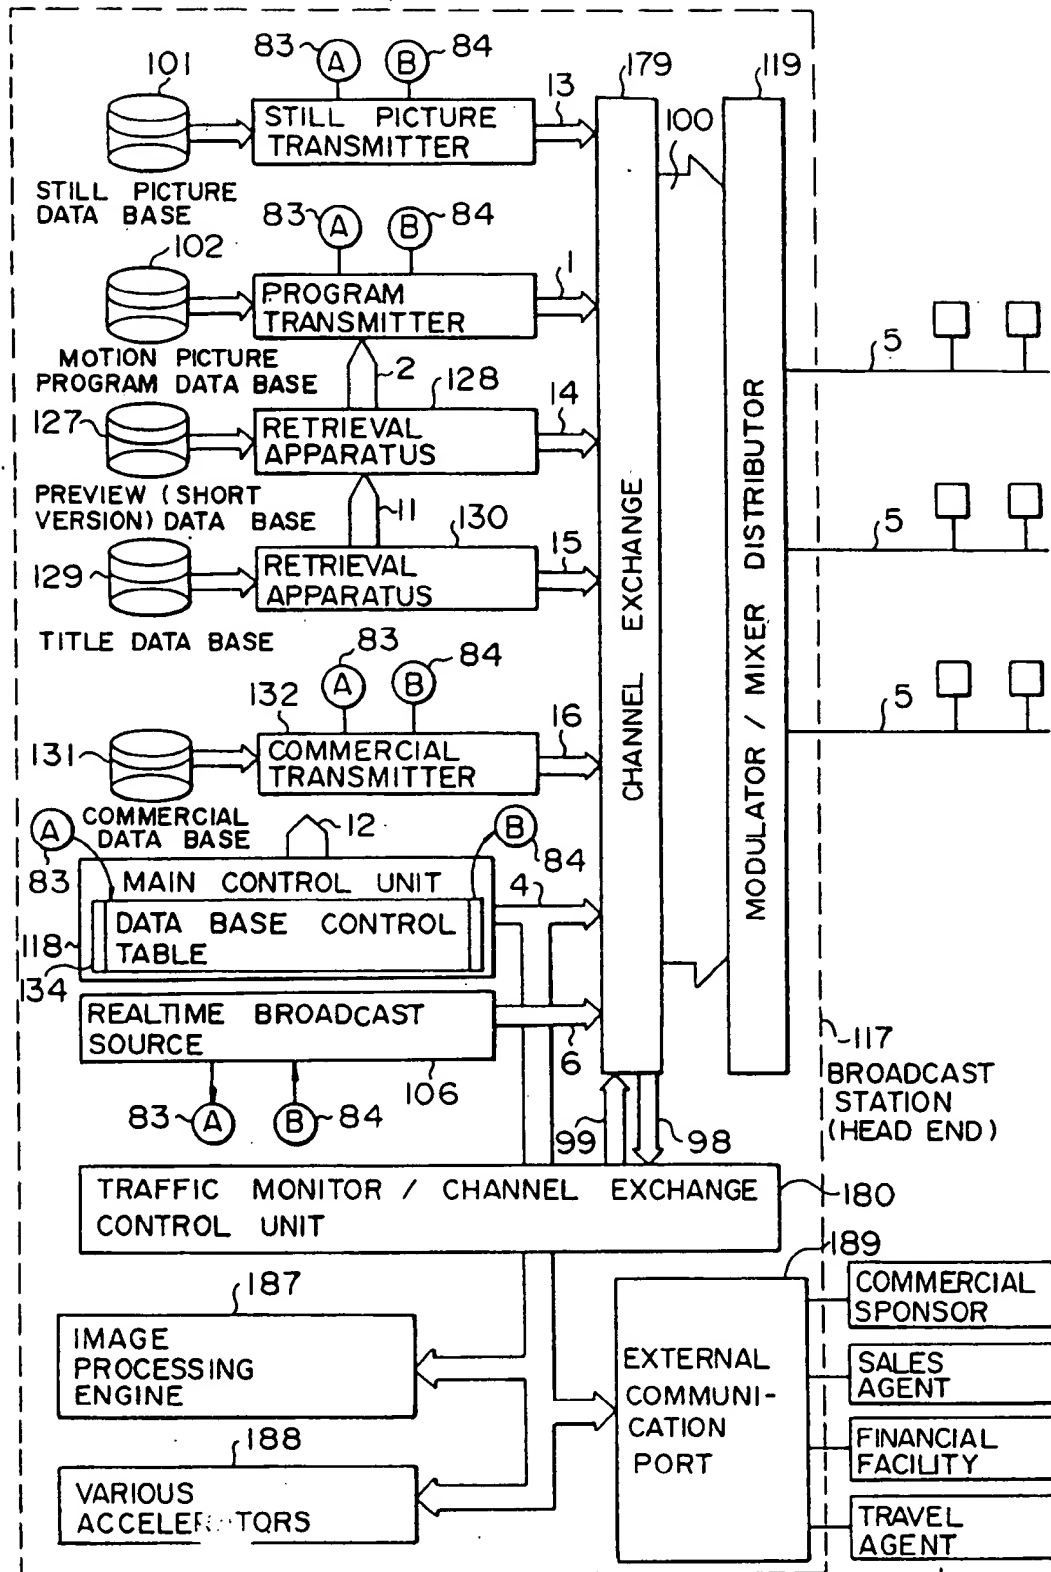 83 A B 84
101
179
119
13
STILL PICTURE
TRANSMITTER
100
STILL PICTURE
DATA BASE
83 A B 84
102
1
PROGRAM
TRANSMITTER
MOTION PICTURE
PROGRAM DATA BASE
2
128
5
127
14
RETRIEVAL
APPARATUS
PREVIEW (SHORT
VERSION) DATA BASE
11
130
129
15
RETRIEVAL
APPARATUS
5
TITLE DATA BASE
CHANNEL EXCHANGE
MODULATOR / MIXER DISTRIBUTOR
83 A B 84
132
16
5
131
COMMERCIAL
TRANSMITTER
COMMERCIAL
DATA BASE
A
83
12
B
84
MAIN CONTROL UNIT
4
DATA BASE CONTROL
TABLE
118
134
REALTIME BROADCAST
SOURCE
6
106
83 A B 84
99
98
117
BROADCAST
STATION
(HEAD END)
TRAFFIC MONITOR / CHANNEL EXCHANGE
CONTROL UNIT
180
189
187
IMAGE
PROCESSING
ENGINE
188
VARIOUS
EXTERNAL
COMMUNI-
CATION
PORT
COMMERCIAL
SPONSOR
SALES
AGENT
FINANCIAL
FACILITY
TRAVEL
AGENT